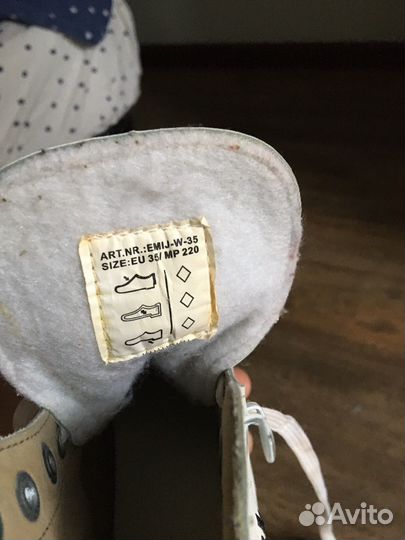 ART.NR.:EMIJ-W-35
SIZE:EU 35/ MP 220
Avito